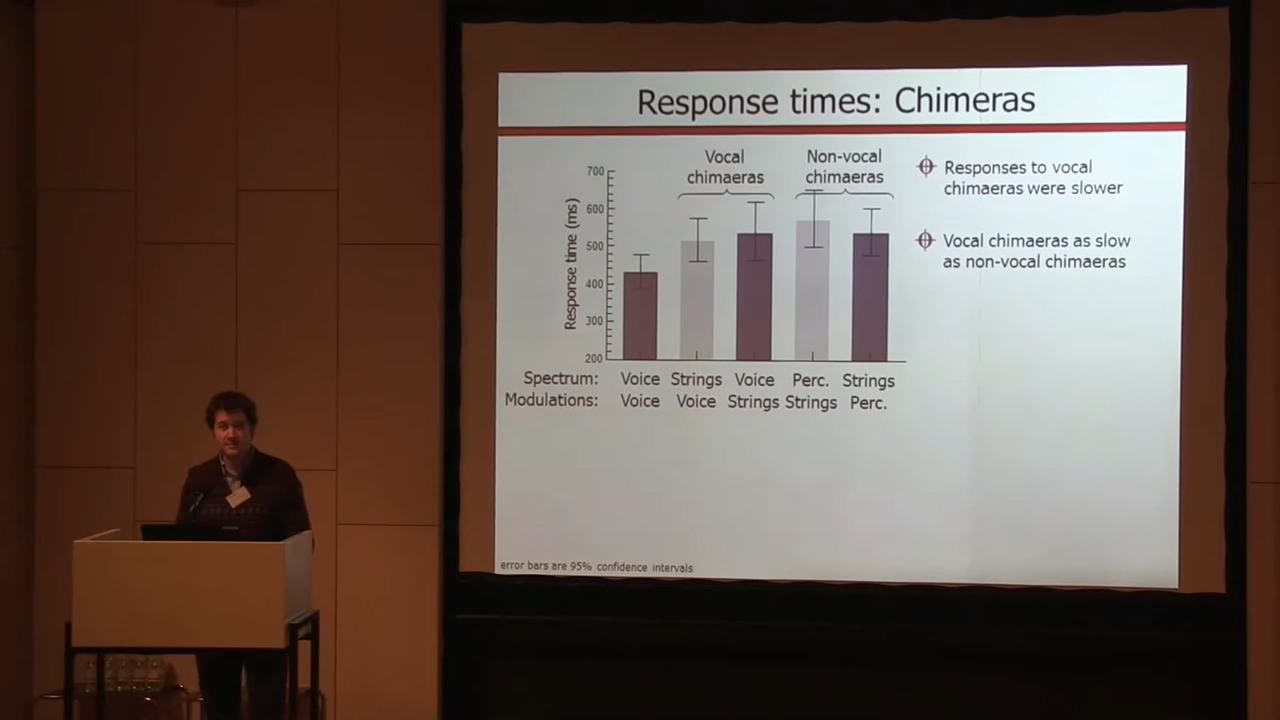 Response times: Chimeras
Vocal
chimaeras
Non-vocal
chimaeras
700
600
500
400
300
200
Response time (ms)
Spectrum: Voice Strings Voice Perc. Strings
Modulations: Voice Voice Strings Strings Perc.
Responses to vocal
chimaeras were slower
Vocal chimaeras as slow
as non-vocal chimaeras
error bars are 95% confidence intervals